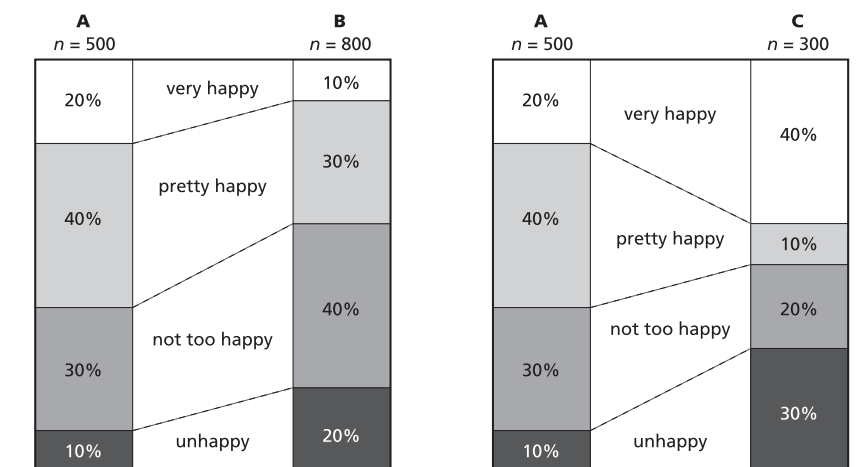 A B
n = 500 n = 800
20% very happy 10%
pretty happy 30%
40%
not too happy 40%
30%
10% unhappy 20%
A C
n = 500 n = 300
20% very happy 40%
40% pretty happy 10%
not too happy 20%
30%
10% unhappy 30%